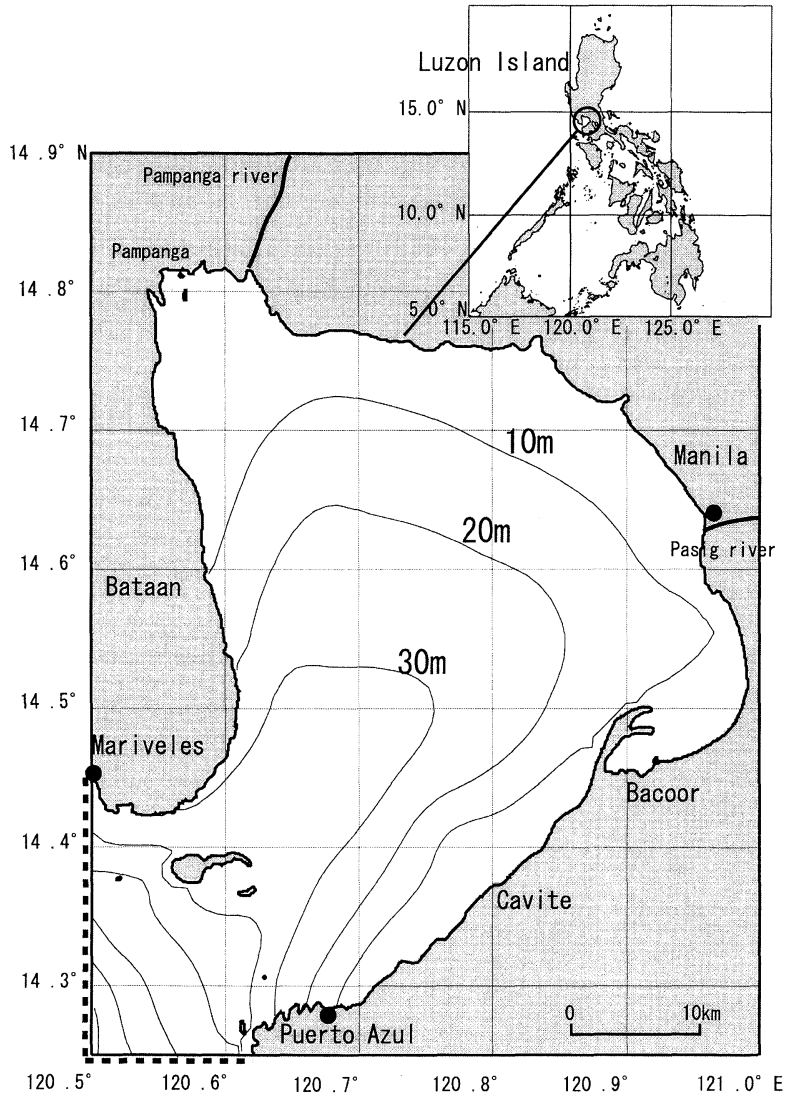 Luzon Island
15.0° N
10.0° N
5.0° N
115.0° E
120.0° E
125.0° E
14.9° N
Pampanga river
Pampanga
14.8°
14.7°
10m
Manila
20m
Pasig river
14.6°
Bataan
30m
14.5°
Mariveles
Bacoor
14.4°
Cavite
14.3°
0
10km
Puerto Azul
120.5°
120.6°
120.7°
120.8°
120.9°
121.0° E